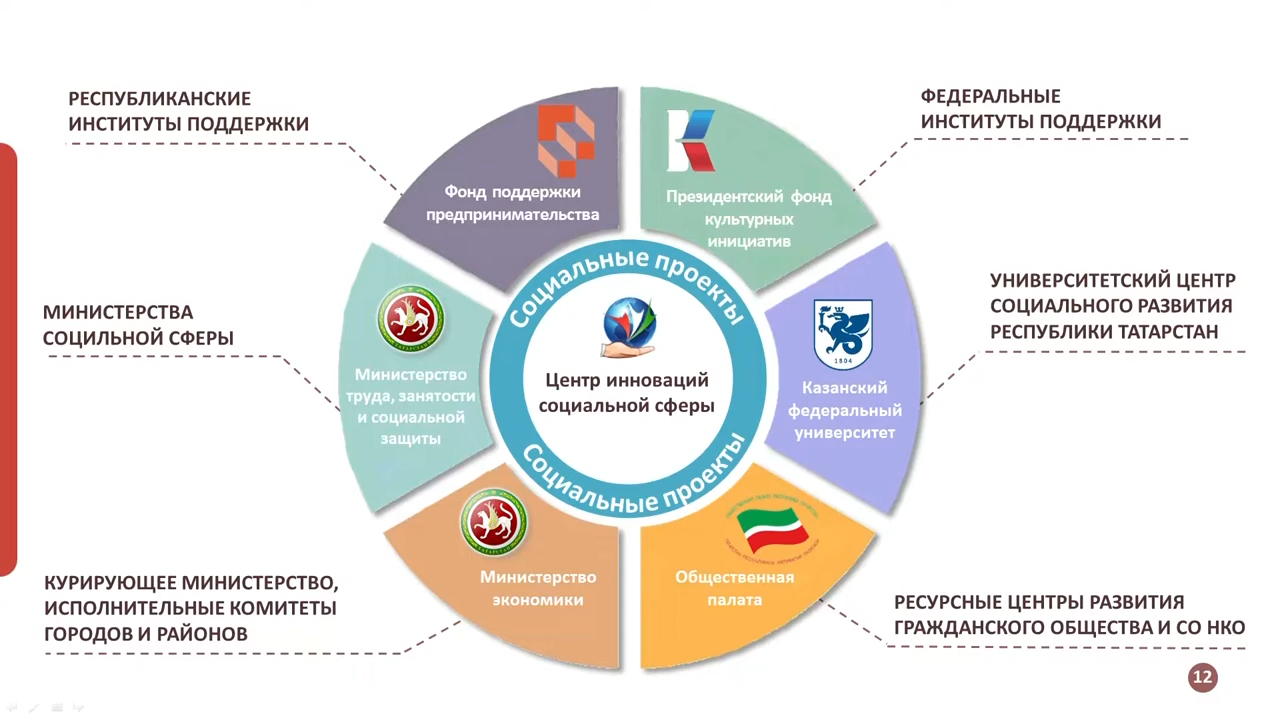 РЕСПУБЛИКАНСКИЕ
ИНСТИТУТЫ ПОДДЕРЖКИ
ФЕДЕРАЛЬНЫЕ
ИНСТИТУТЫ ПОДДЕРЖКИ
Фонд поддержки
предпринимательства
Президентский фонд
культурных
инициатив
МИНИСТЕРСТВА
СОЦИЛЬНОЙ СФЕРЫ
Министерство
труда, занятости
и социальной
защиты
Социальные проекты
Центр инноваций
социальной сферы
Социальные проекты
1804
Казанский
федеральный
университет
УНИВЕРСИТЕТСКИЙ ЦЕНТР
СОЦИАЛЬНОГО РАЗВИТИЯ
РЕСПУБЛИКИ ТАТАРСТАН
КУРИРУЮЩЕЕ МИНИСТЕРСТВО,
ИСПОЛНИТЕЛЬНЫЕ КОМИТЕТЫ
ГОРОДОВ И РАЙОНОВ
Министерство
экономики
Общественная
палата
РЕСУРСНЫЕ ЦЕНТРЫ РАЗВИТИЯ
ГРАЖДАНСКОГО ОБЩЕСТВА И СО НКО
12